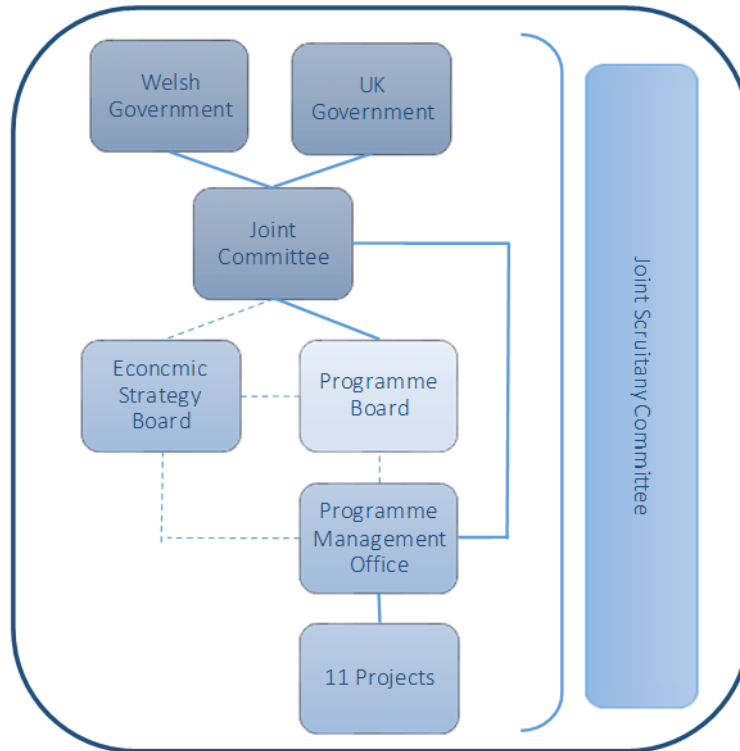 Welsh
Government
UK
Government
Joint
Committee
Econcmic
Strategy
Board
Programme
Board
Programme
Management
Office
11 Projects
Joint Scruitany Committee